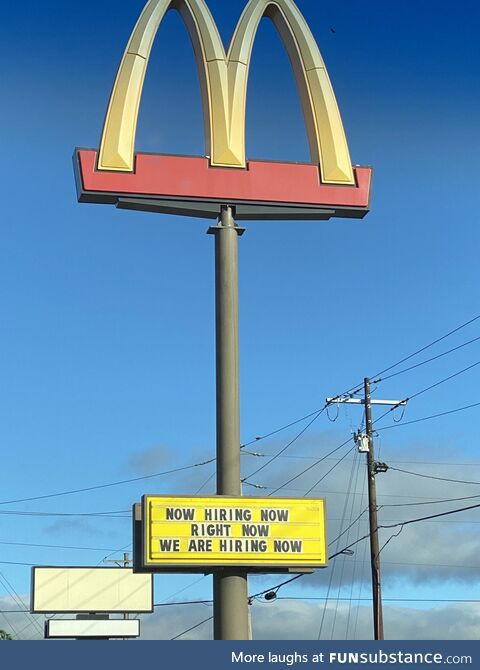 NOW HIRING NOW
RIGHT NOW
WE ARE HIRING NOW
More laughs at FUNsubstance.com